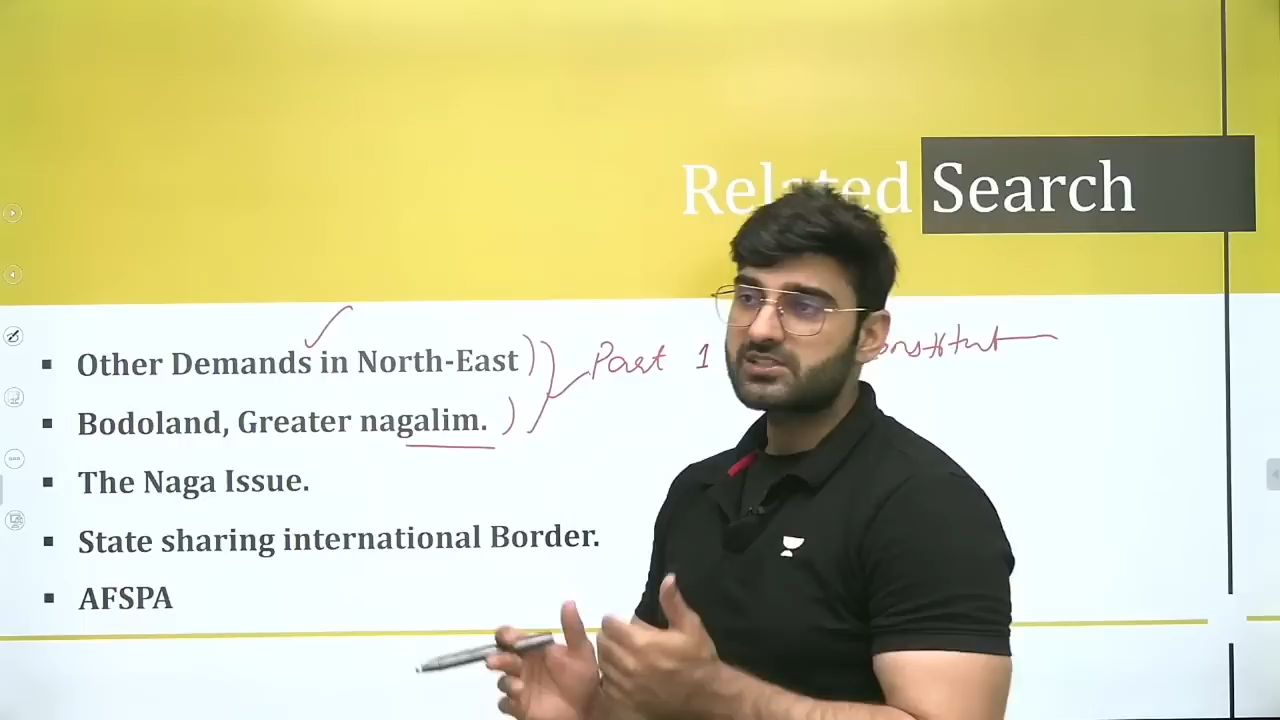 Related Search
Other Demands in North-East
Bodoland, Greater nagalim.
Part 1
The Naga Issue.
State sharing international Border.
AFSPA